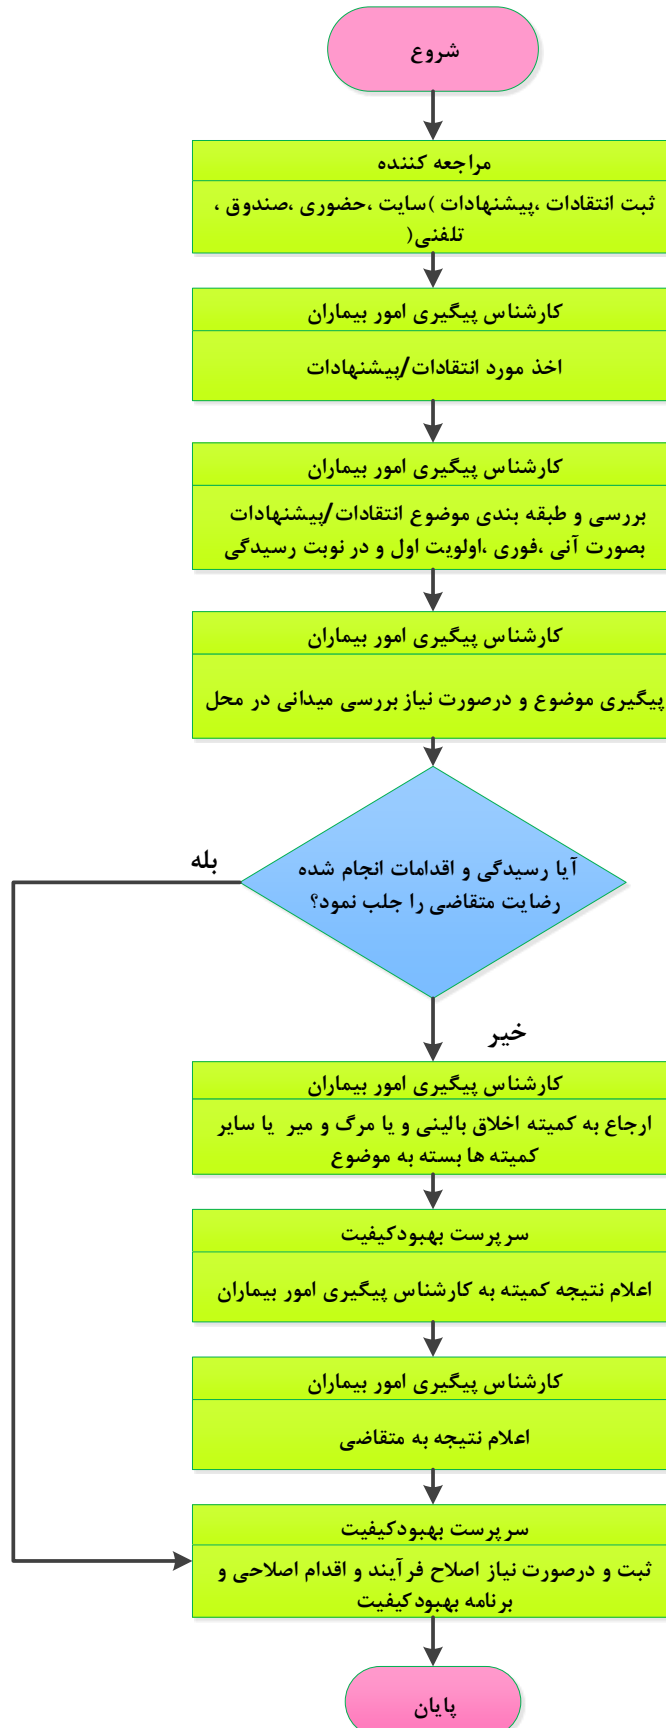 شروع
مراجعه کننده
ثبت انتقادات ،پیشنهادات )سایت ،حضوری ،صندوق ،
تلفنی(
کارشناس پیگیری امور بیماران
اخذ مورد انتقادات/پیشنهادات
کارشناس پیگیری امور بیماران
بررسی و طبقه بندی موضوع انتقادات/پیشنهادات
بصورت آنی ،فوری ،اولویت اول و در نوبت رسیدگی
کارشناس پیگیری امور بیماران
پیگیری موضوع و درصورت نیاز بررسی میدانی در محل
آیا رسیدگی و اقدامات انجام شده
رضایت متقاضی را جلب نمود؟
بله
خیر
کارشناس پیگیری امور بیماران
ارجاع به کمیته اخلاق بالینی و یا مرگ و میر یا سایر
کمیته ها بسته به موضوع
سرپرست بهبودکیفیت
اعلام نتیجه کمیته به کارشناس پیگیری امور بیماران
کارشناس پیگیری امور بیماران
اعلام نتیجه به متقاضی
سرپرست بهبودکیفیت
ثبت و درصورت نیاز اصلاح فرآیند و اقدام اصلاحی و
برنامه بهبودکیفیت
پایان